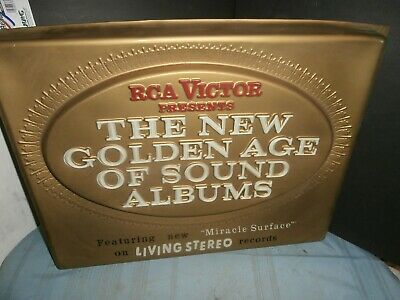 RCA VICTOR
PRESENTS
THE NEW
GOLDEN AGE
OF SOUND
ALBUMS
Featuring new "Miracle Surface"
on LIVING STEREO records